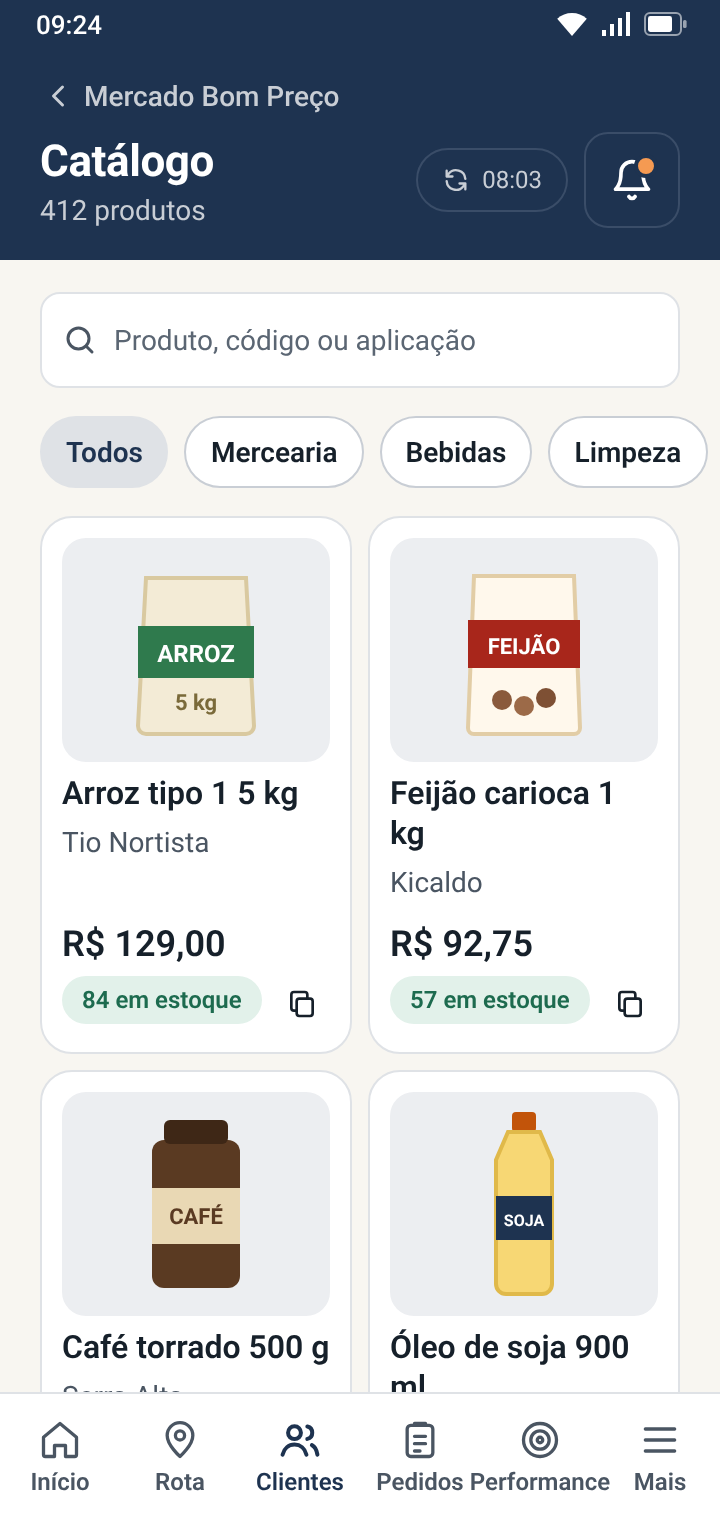 09:24
Mercado Bom Preço
Catálogo
412 produtos
08:03
Produto, código ou aplicação
Todos
Mercearia
Bebidas
Limpeza
ARROZ
5 kg
FEIJÃO
Arroz tipo 1 5 kg
Tio Nortista
R$ 129,00
84 em estoque
Feijão carioca 1
kg
Kicaldo
R$ 92,75
57 em estoque
CAFÉ
SOJA
Café torrado 500 g
Óleo de soja 900
ml
Início
Rota
Clientes
Pedidos
Performance
Mais